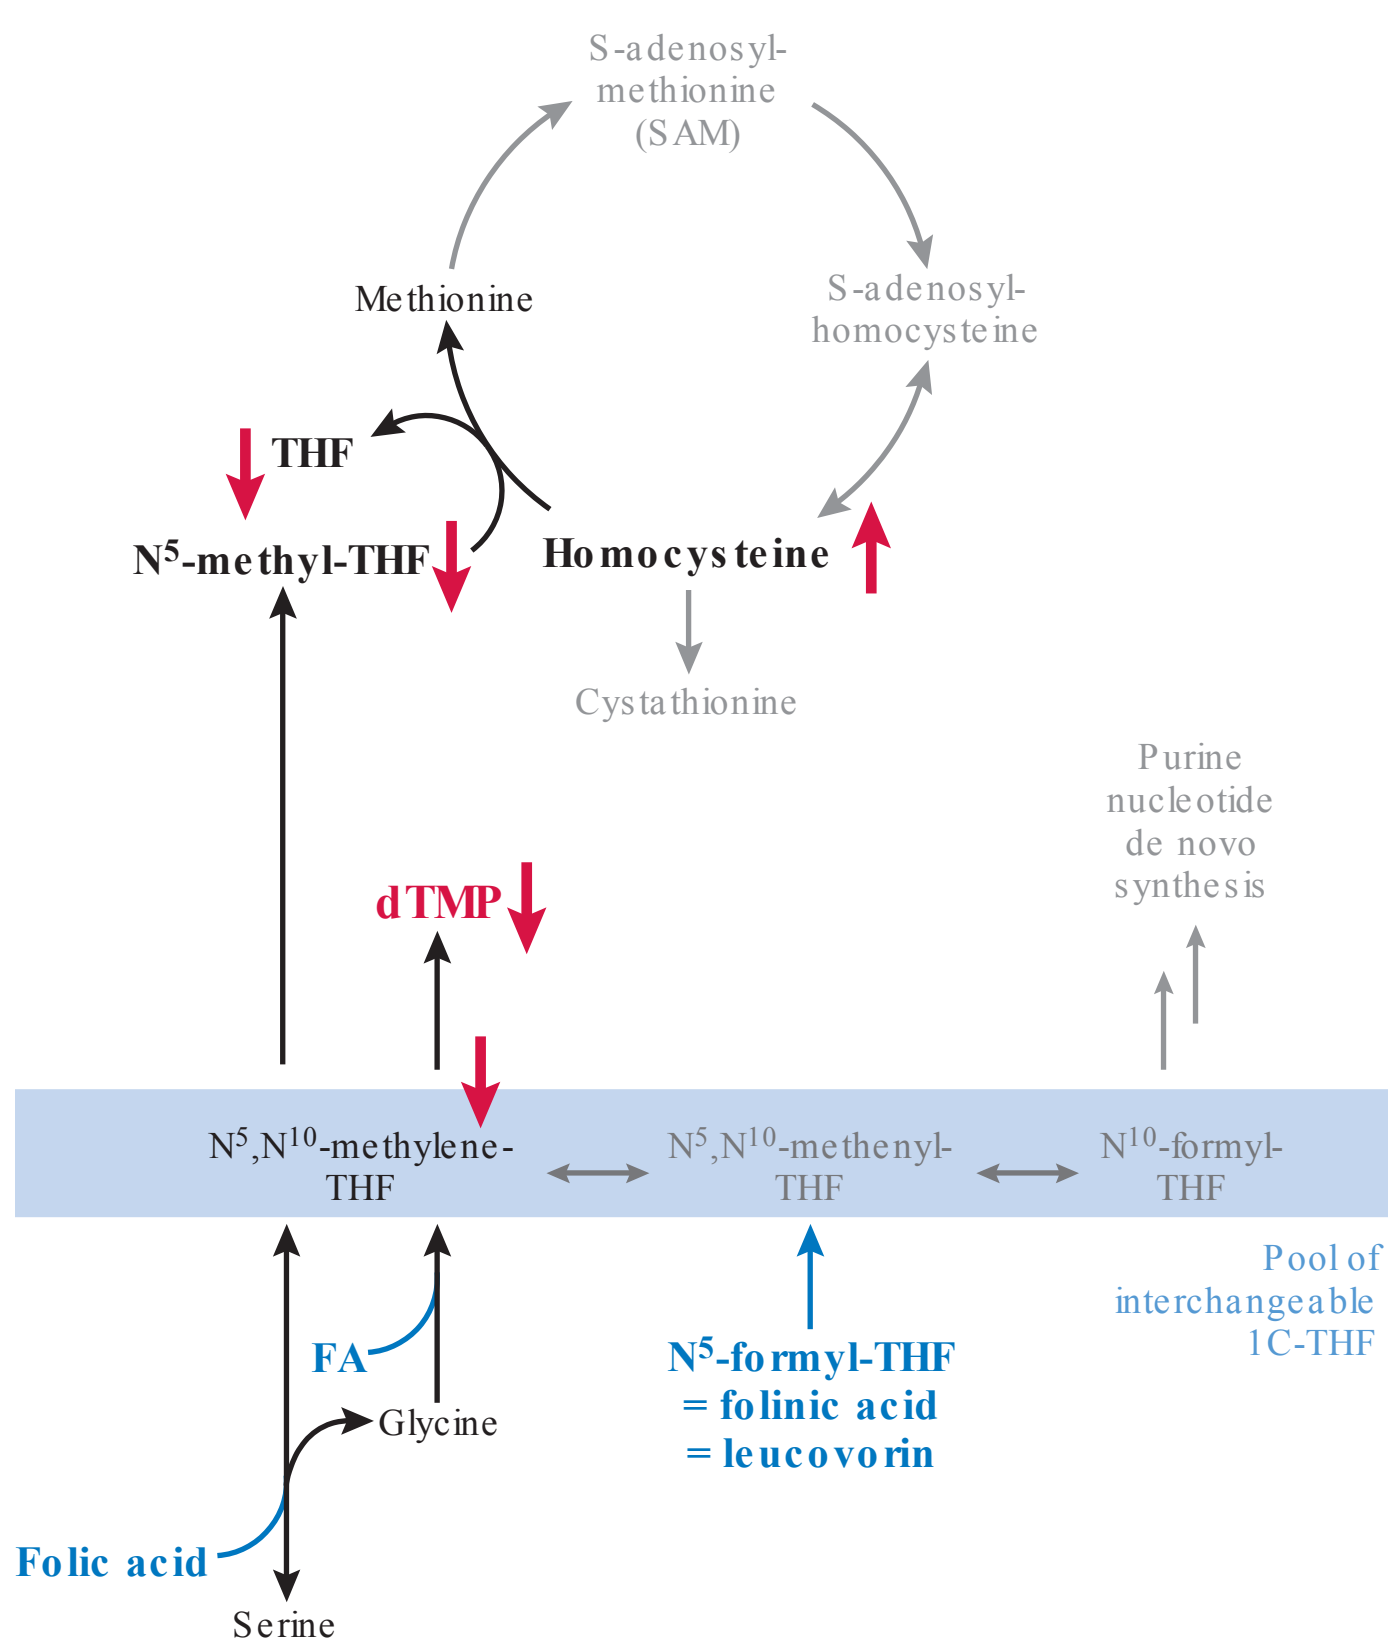 S-adenosyl-
methionine
(SAM)
Methionine
S-adenosyl-
homocysteine
THF
N⁵-methyl-THF
Homocysteine
Cystathionine
Purine
nucleotide
de novo
synthesis
dTMP
N⁵,N¹⁰-methylene-
THF
N⁵,N¹⁰-methenyl-
THF
N¹⁰-formyl-
THF
Pool of
interchangeable
1C-THF
FA
N⁵-formyl-THF
= folinic acid
= leucovorin
Glycine
Folic acid
Serine